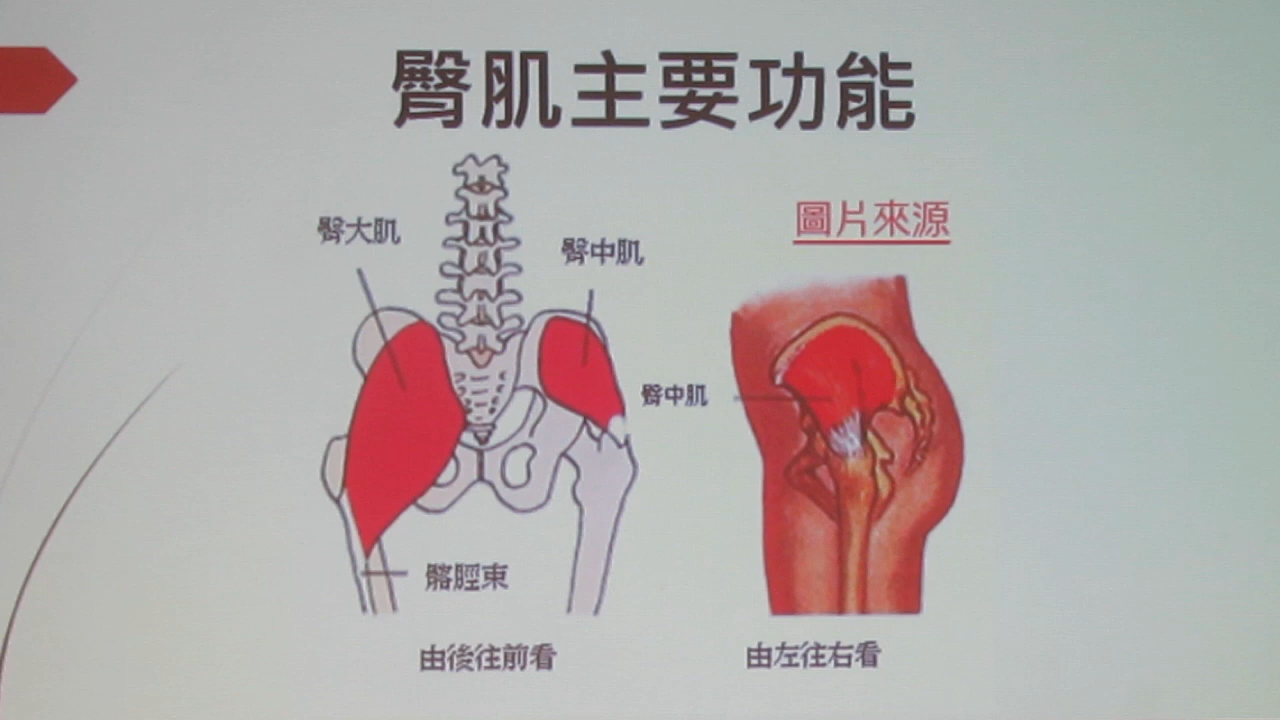 臀肌主要功能
圖片來源
臀大肌
臀中肌
臀中肌
髂脛束
由後往前看
由左往右看